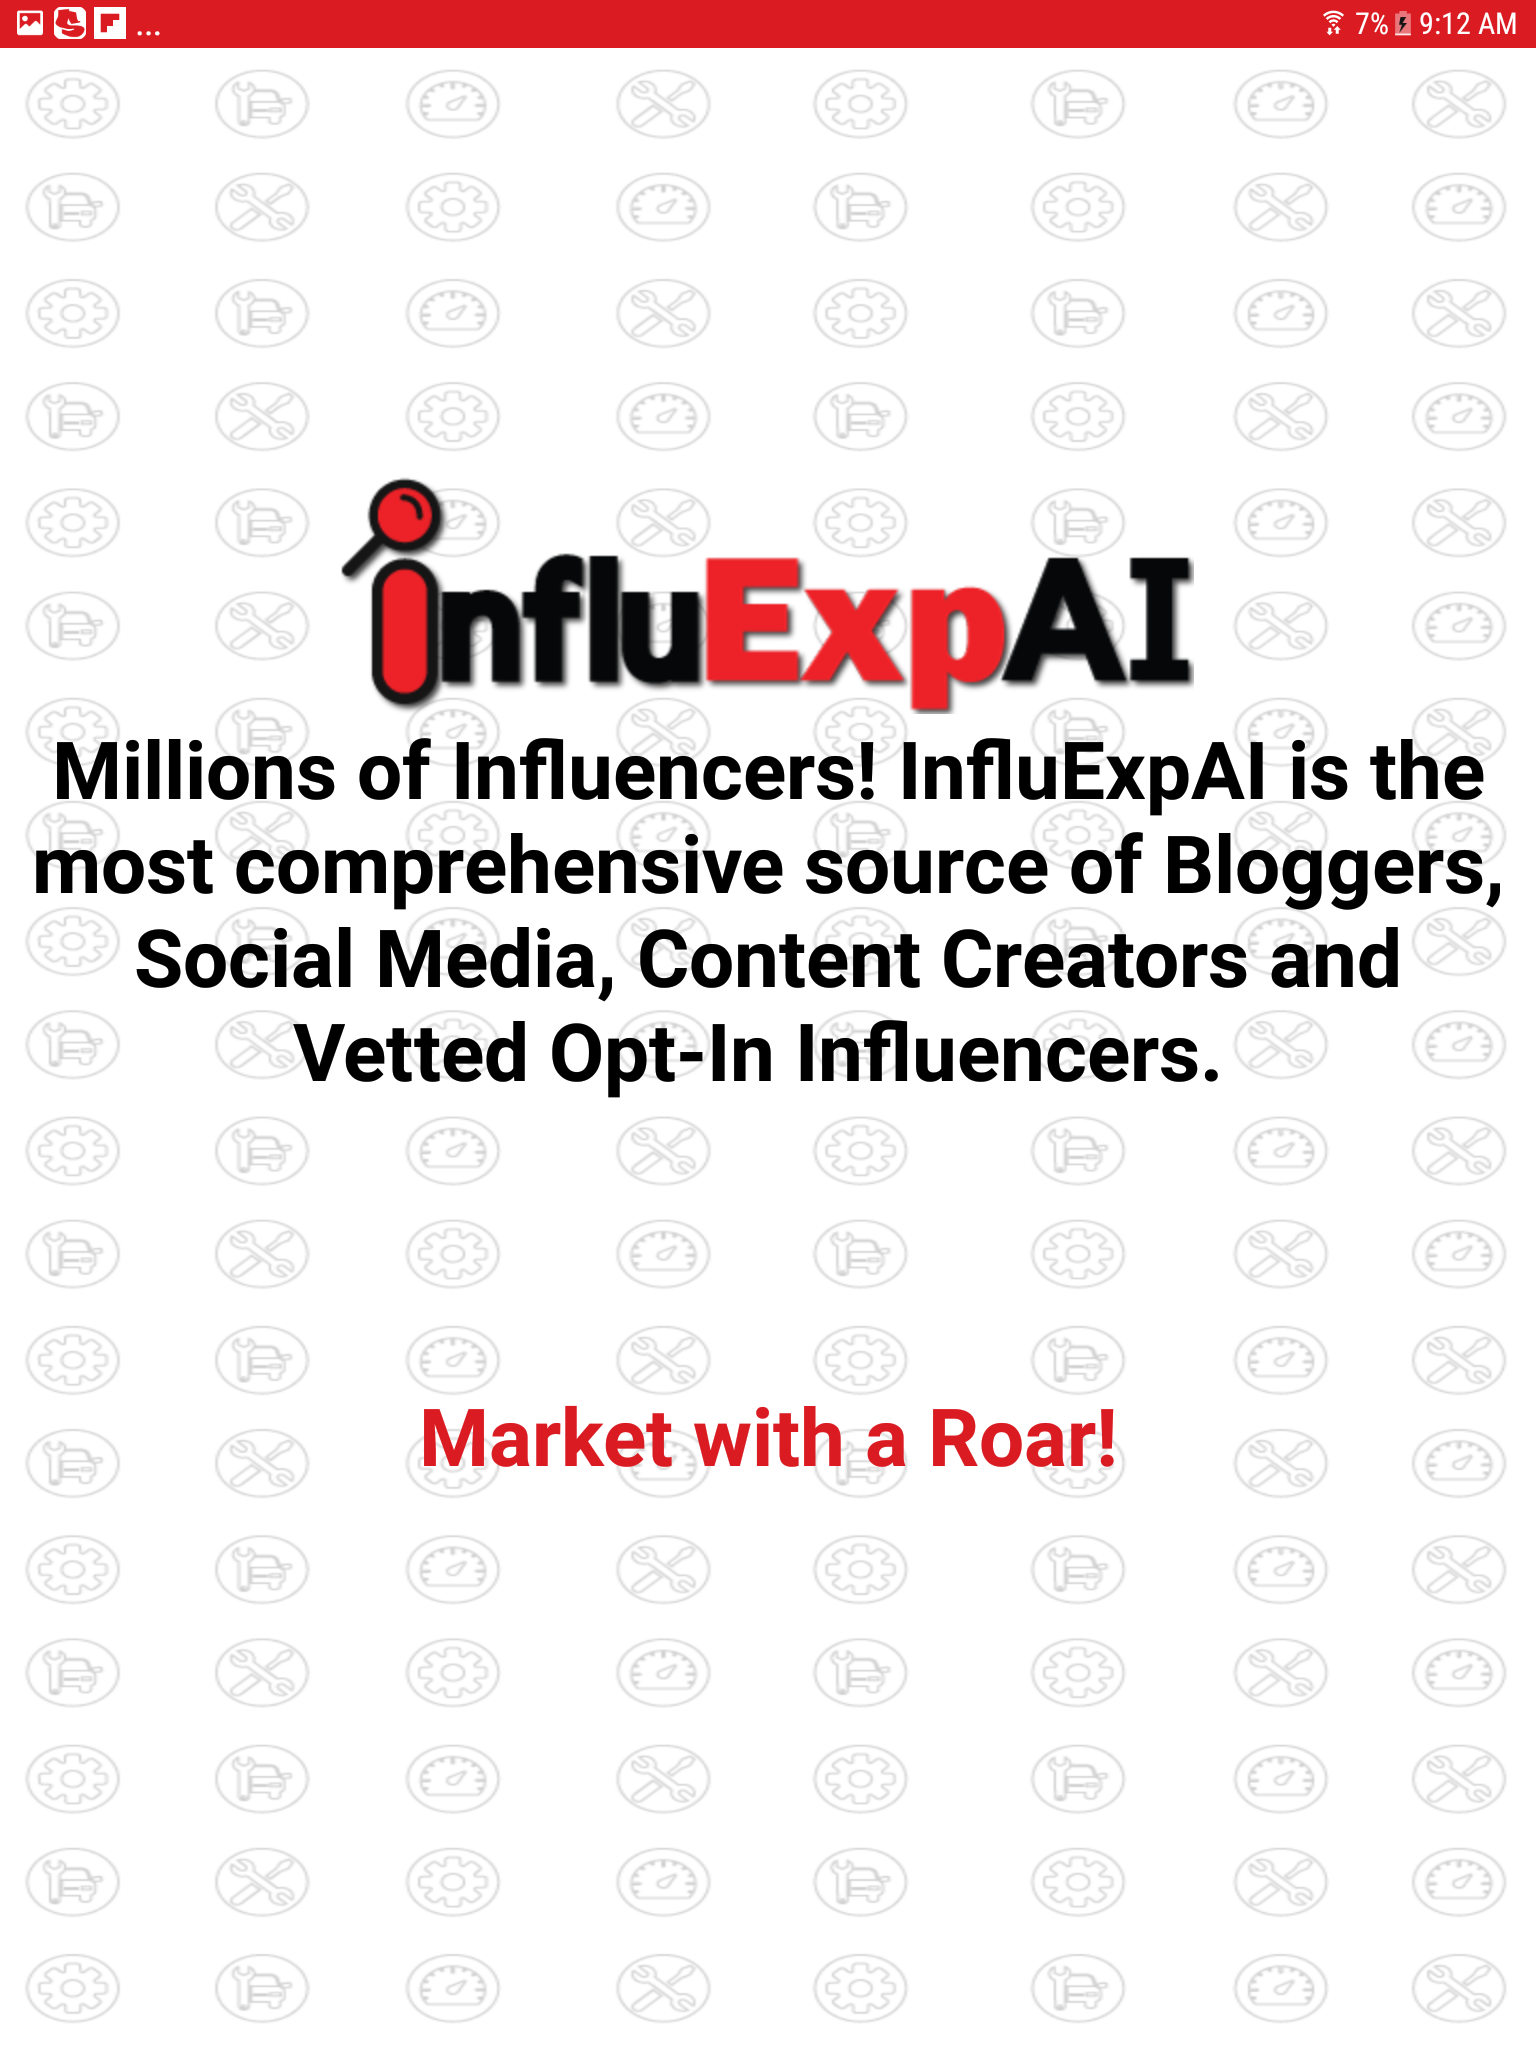 ... 7% 9:12 AM
influExpAI
Millions of Influencers! InfluExpAI is the
most comprehensive source of Bloggers,
Social Media, Content Creators and
Vetted Opt-In Influencers.
Market with a Roar!